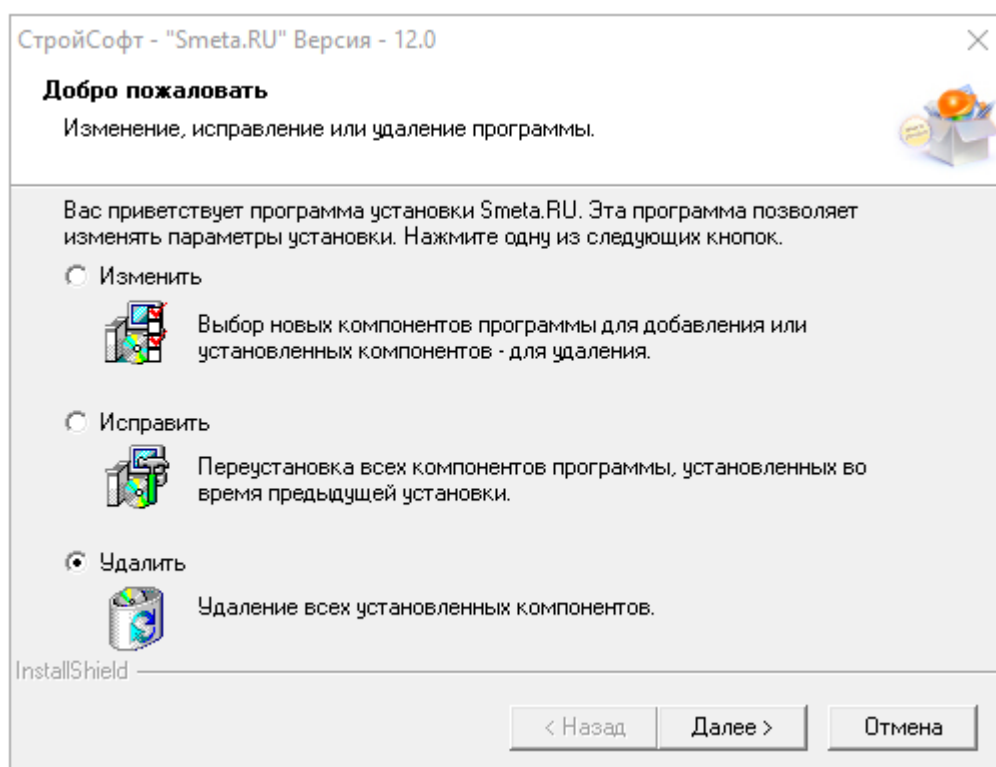 СтройСофт - "Smeta.RU" Версия - 12.0
Добро пожаловать
Изменение, исправление или удаление программы.
Вас приветствует программа установки Smeta.RU. Эта программа позволяет
изменять параметры установки. Нажмите одну из следующих кнопок.
Изменить
Выбор новых компонентов программы для добавления или
установленных компонентов - для удаления.
Исправить
Переустановка всех компонентов программы, установленных во
время предыдущей установки.
Удалить
Удаление всех установленных компонентов.
InstallShield
< Назад
Далее >
Отмена